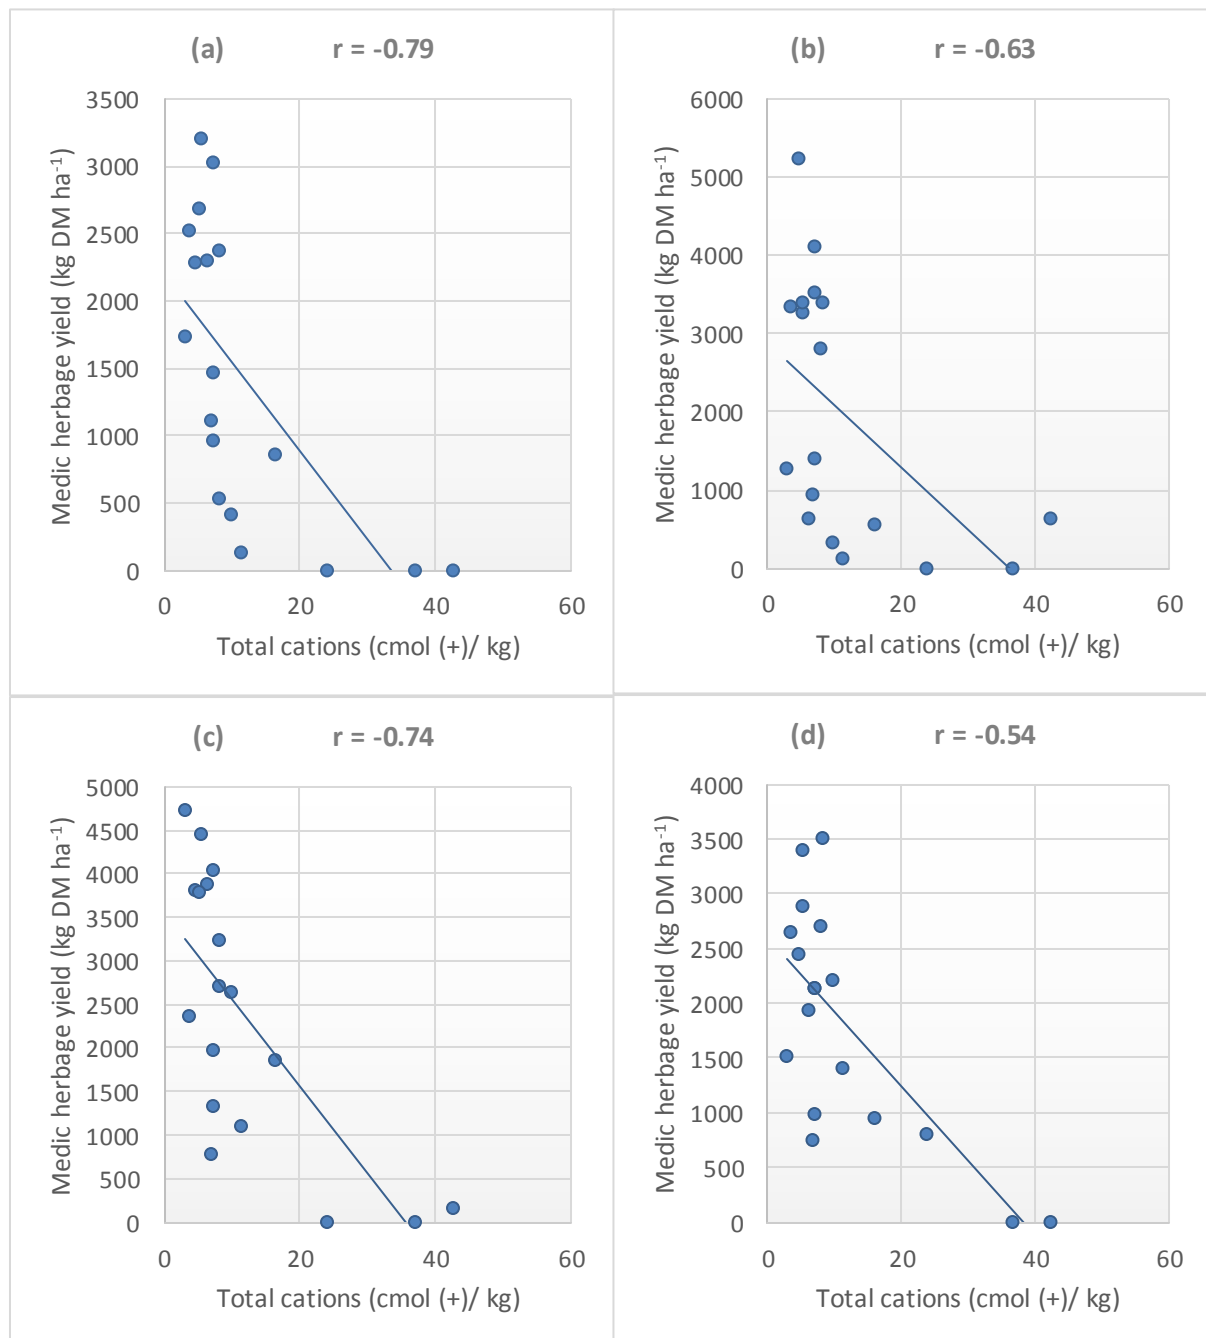 (a) r = -0.79
3500
3000
2500
2000
1500
1000
500
0
Medic herbage yield (kg DM ha⁻¹)
0 20 40 60
Total cations (cmol (+)/ kg)
(b) r = -0.63
6000
5000
4000
3000
2000
1000
0
Medic herbage yield (kg DM ha⁻¹)
0 20 40 60
Total cations (cmol (+)/ kg)
(c) r = -0.74
5000
4500
4000
3500
3000
2500
2000
1500
1000
500
0
Medic herbage yield (kg DM ha⁻¹)
0 20 40 60
Total cations (cmol (+)/ kg)
(d) r = -0.54
4000
3500
3000
2500
2000
1500
1000
500
0
Medic herbage yield (kg DM ha⁻¹)
0 20 40 60
Total cations (cmol (+)/ kg)